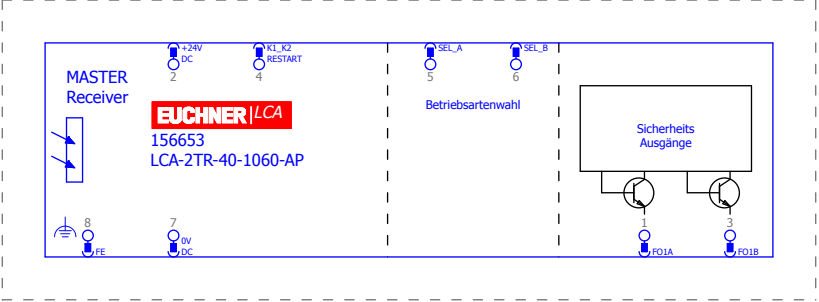 +24V
DC
2
K1_K2
RESTART
4
SEL_A
5
SEL_B
6
MASTER
Receiver
EUCHNER LCA
156653
LCA-2TR-40-1060-AP
Betriebsartenwahl
Sicherheits
Ausgänge
8
FE
7
0V
DC
1
FO1A
3
FO1B